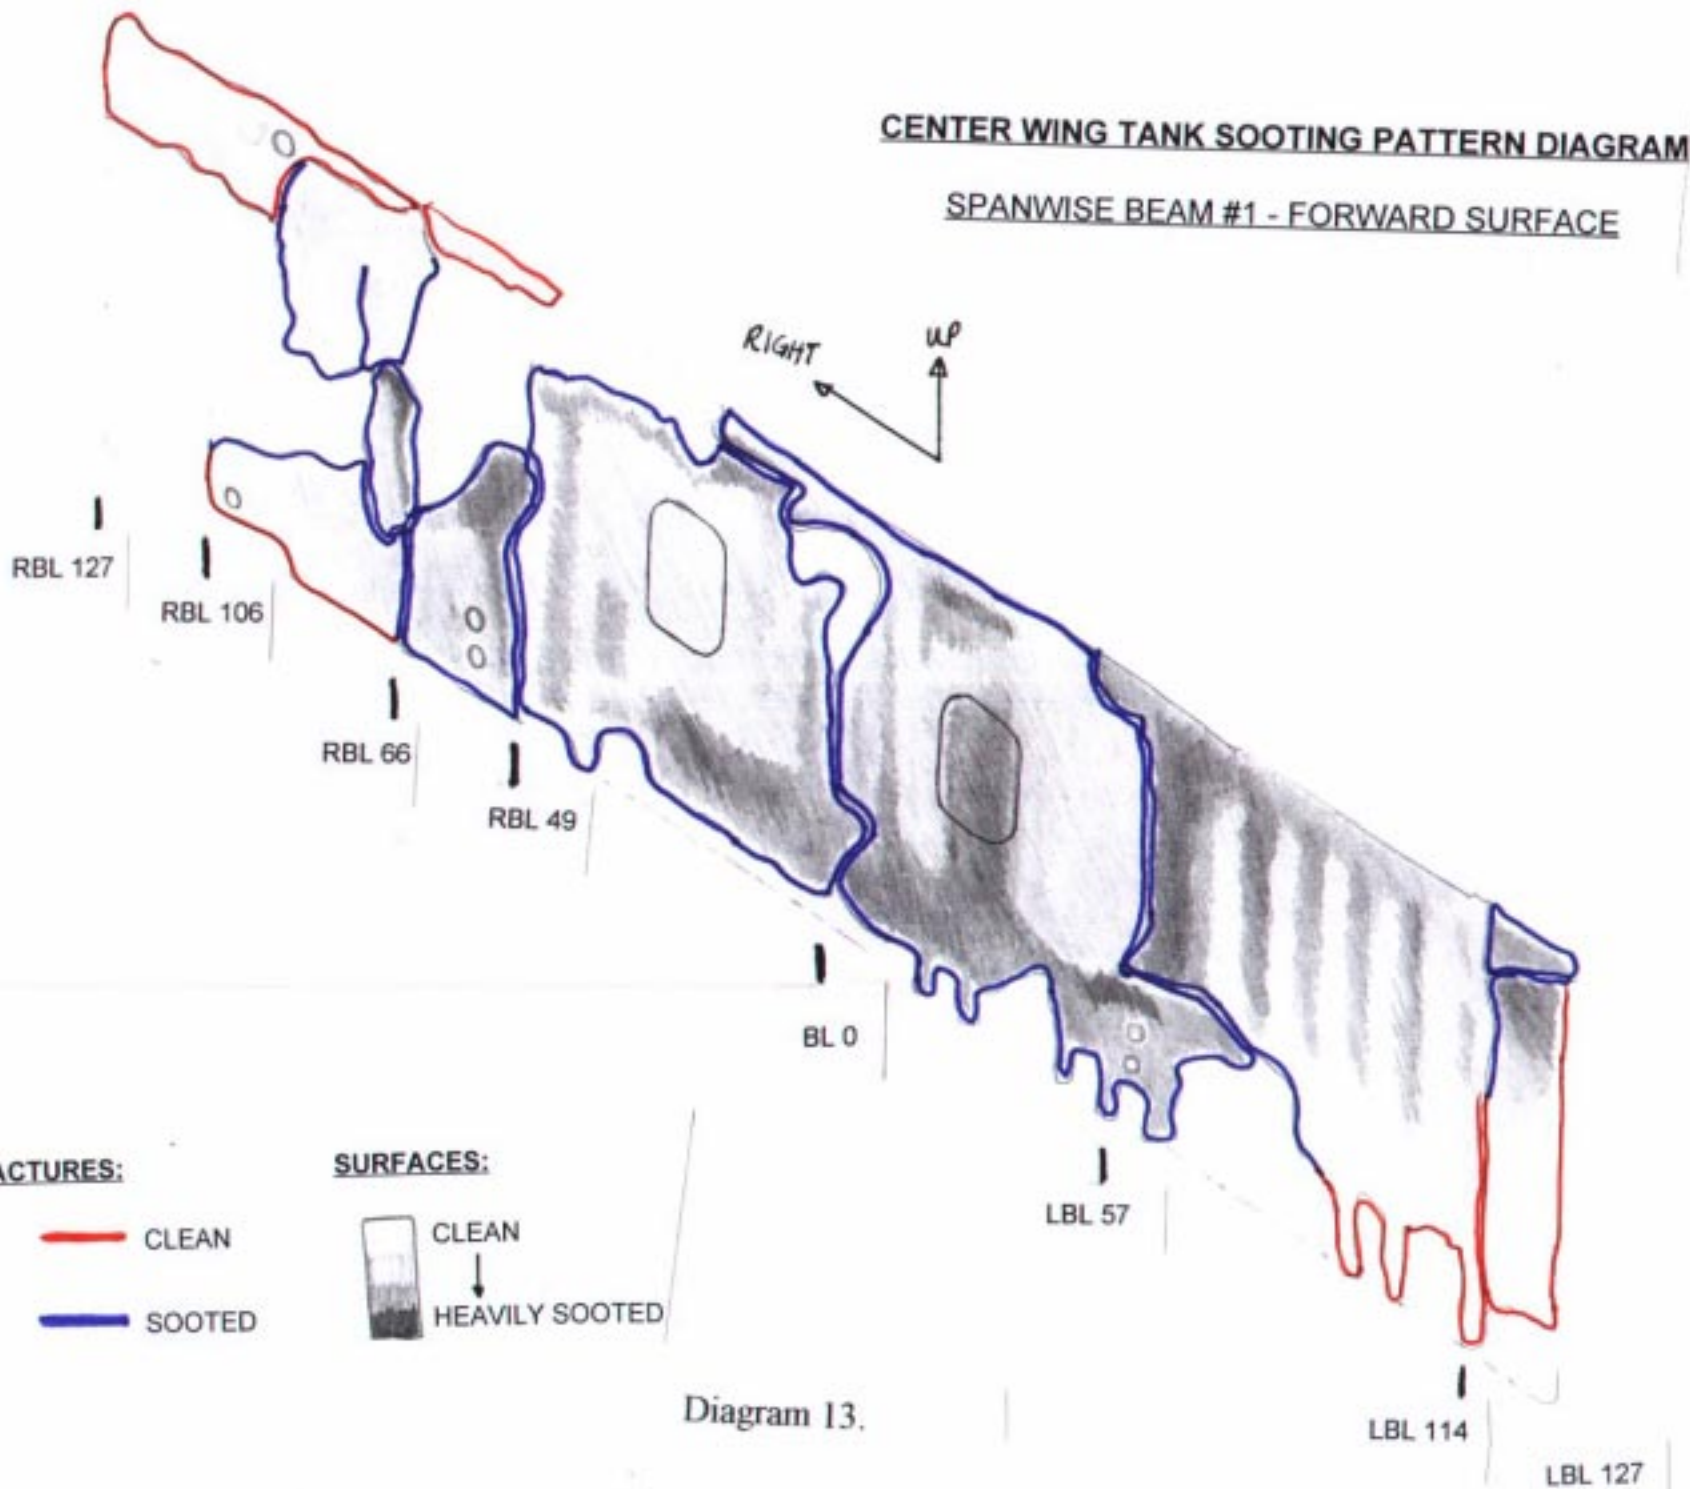 CENTER WING TANK SOOTING PATTERN DIAGRAM
SPANWISE BEAM #1 - FORWARD SURFACE
RIGHT
UP
RBL 127
RBL 106
RBL 66
RBL 49
BL 0
LBL 57
LBL 114
LBL 127
ACTURES:
CLEAN
SOOTED
SURFACES:
CLEAN
HEAVILY SOOTED
Diagram 13.